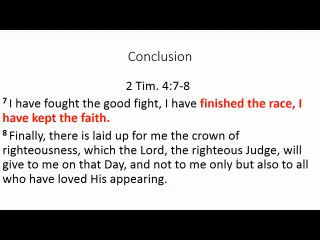 Conclusion
2 Tim. 4:7-8
7 I have fought the good fight, I have finished the race, I
have kept the faith.
8 Finally, there is laid up for me the crown of
righteousness, which the Lord, the righteous Judge, will
give to me on that Day, and not to me only but also to all
who have loved His appearing.